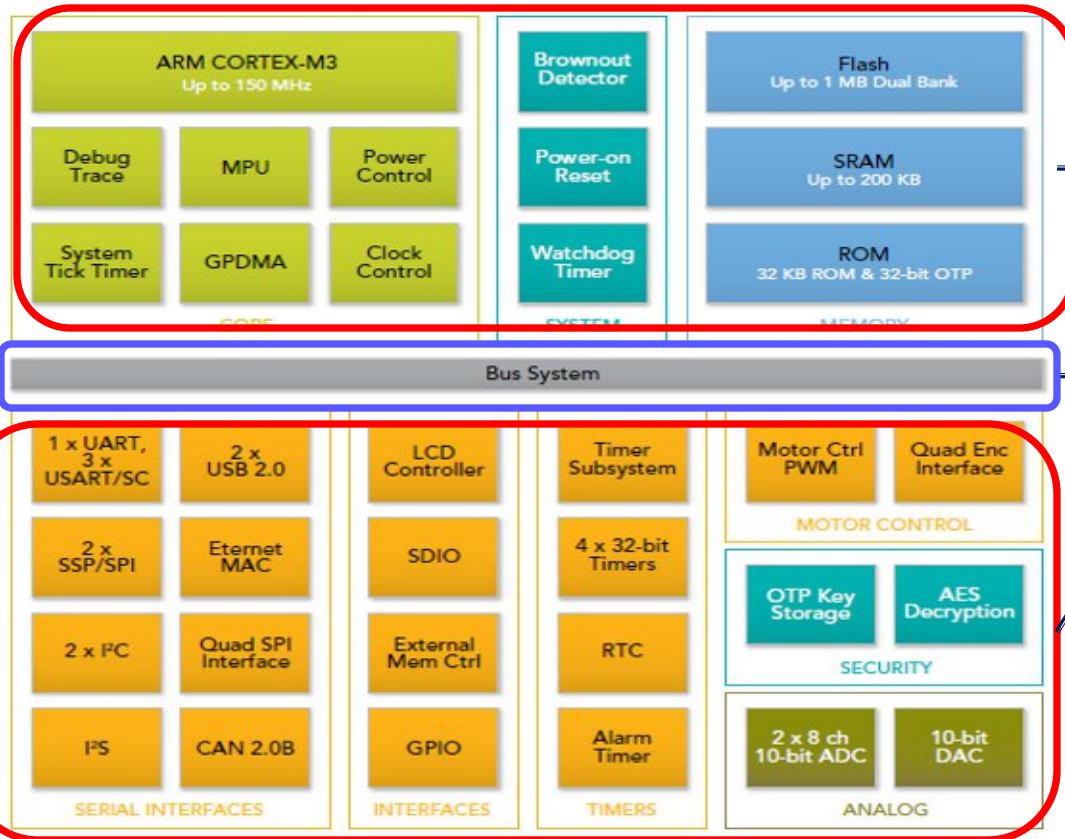 ARM CORTEX-M3
Up to 150 MHz
Debug
Trace
MPU
Power
Control
System
Tick Timer
GPDMA
Clock
Control
CORE
Brownout
Detector
Power-on
Reset
Watchdog
Timer
SYSTEM
Flash
Up to 1 MB Dual Bank
SRAM
Up to 200 KB
ROM
32 KB ROM & 32-bit OTP
MEMORY
Bus System
1 x UART,
3 x
USART/SC
2 x
USB 2.0
2 x
SSP/SPI
Eternet
MAC
2 x I²C
Quad SPI
Interface
I²S
CAN 2.0B
SERIAL INTERFACES
LCD
Controller
SDIO
External
Mem Ctrl
GPIO
INTERFACES
Timer
Subsystem
4 x 32-bit
Timers
RTC
Alarm
Timer
TIMERS
Motor Ctrl
PWM
Quad Enc
Interface
MOTOR CONTROL
OTP Key
Storage
AES
Decryption
SECURITY
2 x 8 ch
10-bit ADC
10-bit
DAC
ANALOG